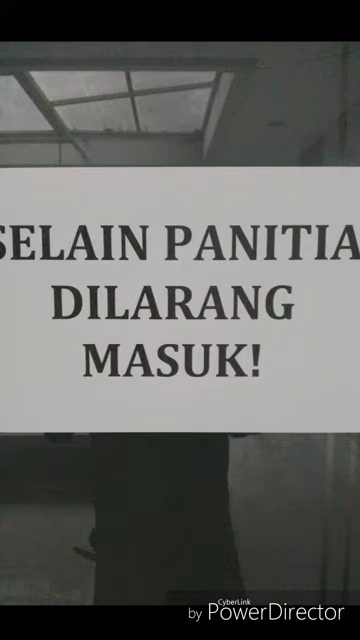 SELAIN PANITIA
DILARANG
MASUK!
CyberLink
by PowerDirector